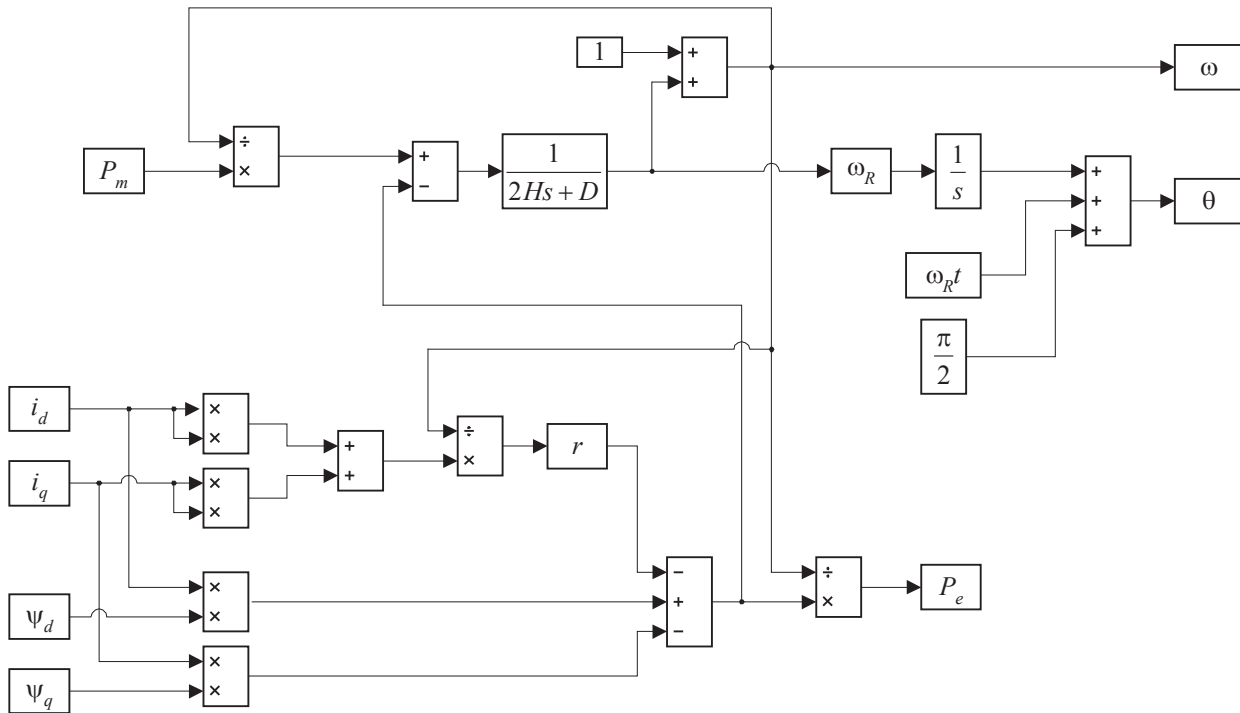 1
+
+
ω
÷
×
P_m
+
−
1
2Hs + D
ω_R
1
s
+
+
+
θ
ω_R t
π
2
i_d
×
×
+
+
÷
×
r
i_q
×
×
−
+
−
÷
×
P_e
ψ_d
×
×
ψ_q
×
×